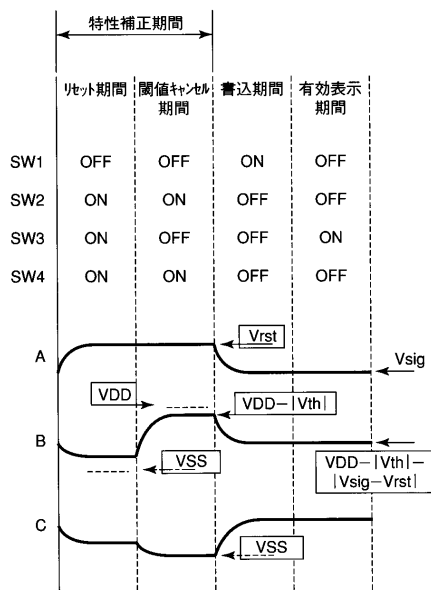 特性補正期間
リセット期間 閾値キャンセル期間 書込期間 有効表示期間
SW1 OFF OFF ON OFF
SW2 ON ON OFF OFF
SW3 ON OFF OFF ON
SW4 ON ON OFF OFF
A Vrst Vsig
VDD VDD−|Vth|
B VSS VDD−|Vth|−
|Vsig−Vrst|
C VSS